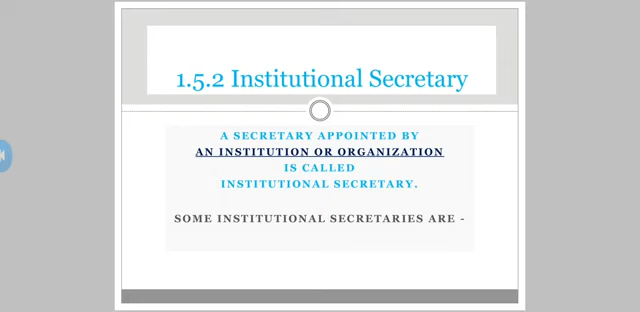 1.5.2 Institutional Secretary
A SECRETARY APPOINTED BY
AN INSTITUTION OR ORGANIZATION
IS CALLED
INSTITUTIONAL SECRETARY.
SOME INSTITUTIONAL SECRETARIES ARE -